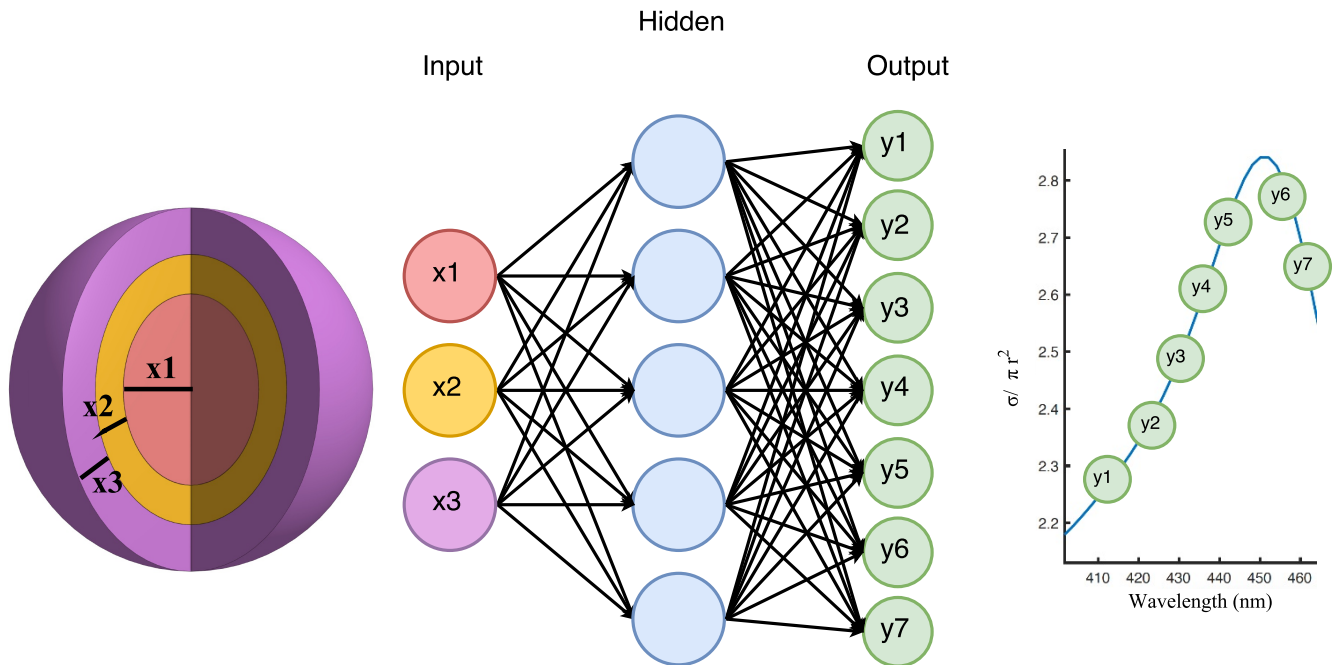 Hidden
Input
Output
x1
x2
x3
x1
x2
x3
y1
y2
y3
y4
y5
y6
y7
σ/ π r²
2.8
2.7
2.6
2.5
2.4
2.3
2.2
y1
y2
y3
y4
y5
y6
y7
410 420 430 440 450 460
Wavelength (nm)